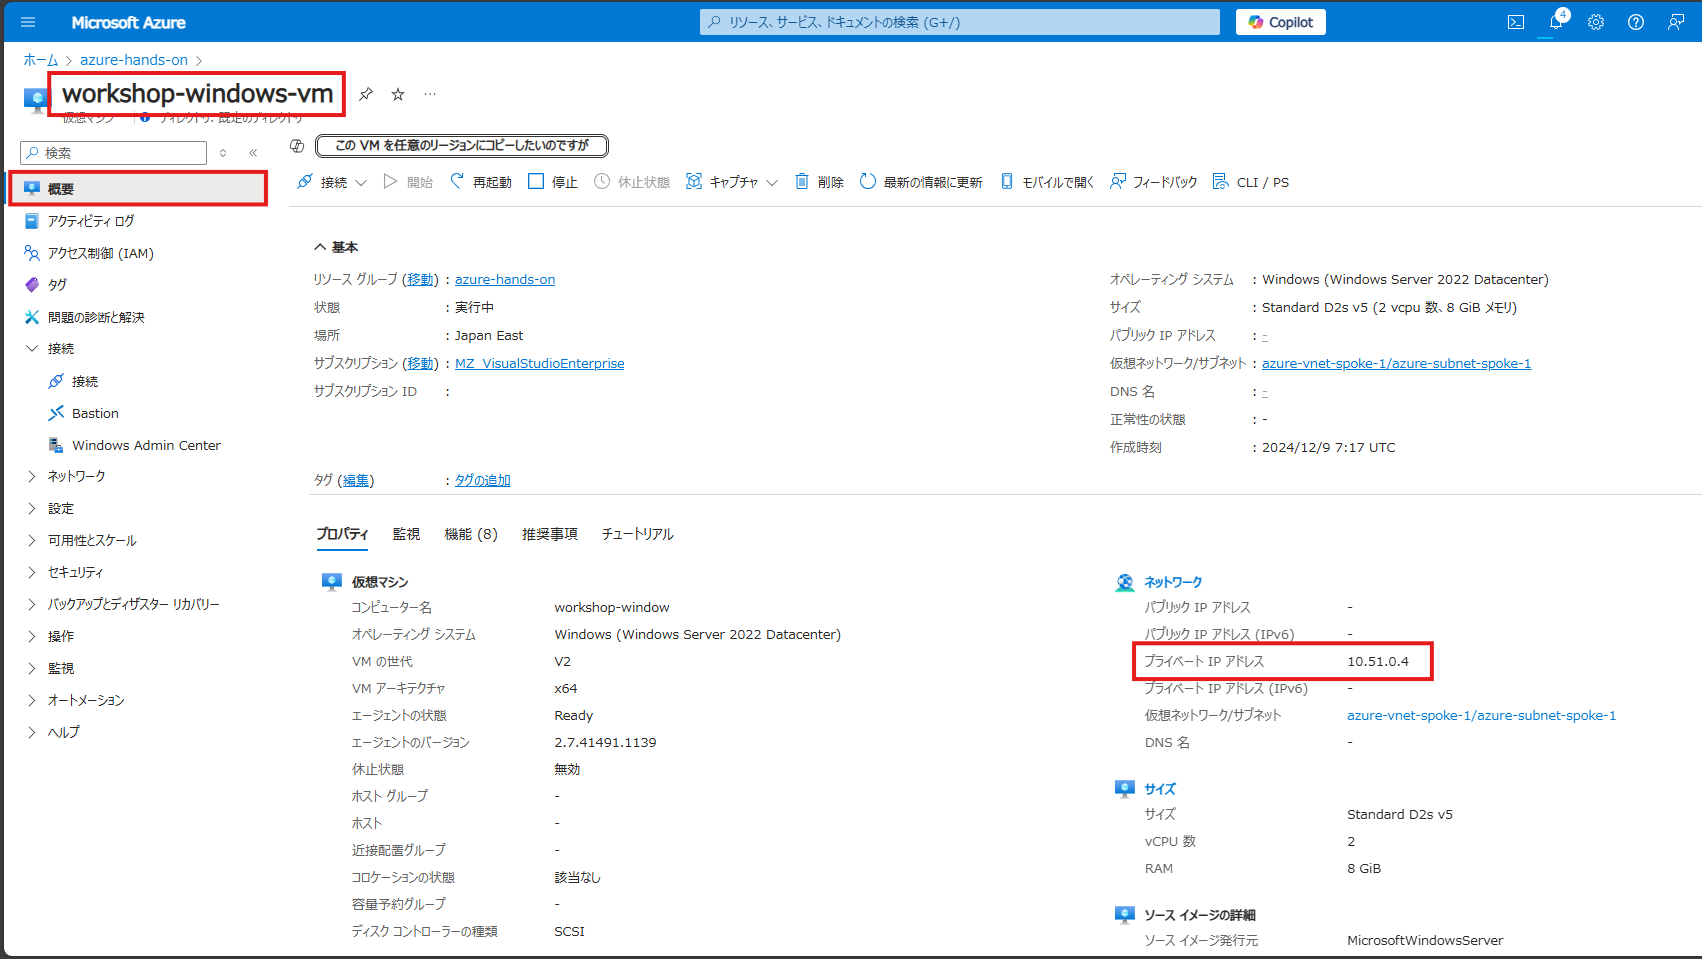 Microsoft Azure
リソース、サービス、ドキュメントの検索 (G+/)
Copilot
4
ホーム
azure-hands-on
workshop-windows-vm
仮想マシン
ディレクトリ: 既定のディレクトリ
検索
この VM を任意のリージョンにコピーしたいのですが
接続
開始
再起動
停止
休止状態
キャプチャ
削除
最新の情報に更新
モバイルで開く
フィードバック
CLI / PS
概要
アクティビティ ログ
アクセス制御 (IAM)
タグ
問題の診断と解決
接続
接続
Bastion
Windows Admin Center
ネットワーク
設定
可用性とスケール
セキュリティ
バックアップとディザスター リカバリー
操作
監視
オートメーション
ヘルプ
基本
リソース グループ (移動) : azure-hands-on
状態 : 実行中
場所 : Japan East
サブスクリプション (移動) : MZ_VisualStudioEnterprise
サブスクリプション ID :
オペレーティング システム : Windows (Windows Server 2022 Datacenter)
サイズ : Standard D2s v5 (2 vcpu 数、8 GiB メモリ)
パブリック IP アドレス : -
仮想ネットワーク/サブネット : azure-vnet-spoke-1/azure-subnet-spoke-1
DNS 名 : -
正常性の状態 : -
作成時刻 : 2024/12/9 7:17 UTC
タグ (編集) : タグの追加
プロパティ
監視
機能 (8)
推奨事項
チュートリアル
仮想マシン
コンピューター名 workshop-window
オペレーティング システム Windows (Windows Server 2022 Datacenter)
VM の世代 V2
VM アーキテクチャ x64
エージェントの状態 Ready
エージェントのバージョン 2.7.41491.1139
休止状態 無効
ホスト グループ -
ホスト -
近接配置グループ -
コロケーションの状態 該当なし
容量予約グループ -
ディスク コントローラーの種類 SCSI
ネットワーク
パブリック IP アドレス -
パブリック IP アドレス (IPv6) -
プライベート IP アドレス 10.51.0.4
プライベート IP アドレス (IPv6) -
仮想ネットワーク/サブネット azure-vnet-spoke-1/azure-subnet-spoke-1
DNS 名 -
サイズ
サイズ Standard D2s v5
vCPU 数 2
RAM 8 GiB
ソース イメージの詳細
ソース イメージ発行元 MicrosoftWindowsServer